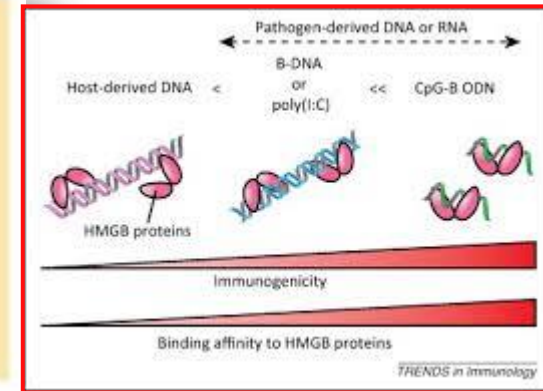 Pathogen-derived DNA or RNA
Host-derived DNA < B-DNA or poly(I:C) << CpG-B ODN
HMGB proteins
Immunogenicity
Binding affinity to HMGB proteins
TRENDS in Immunology